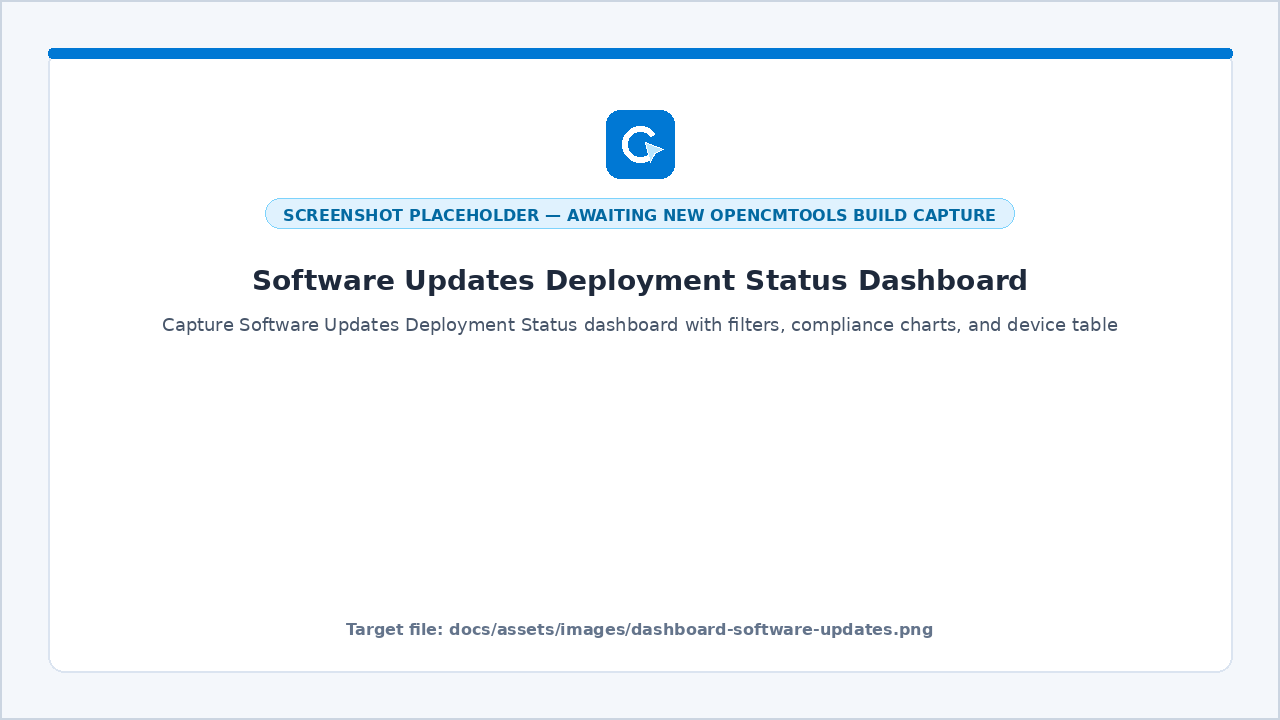 SCREENSHOT PLACEHOLDER — AWAITING NEW OPENCMTOOLS BUILD CAPTURE
Software Updates Deployment Status Dashboard
Capture Software Updates Deployment Status dashboard with filters, compliance charts, and device table
Target file: docs/assets/images/dashboard-software-updates.png